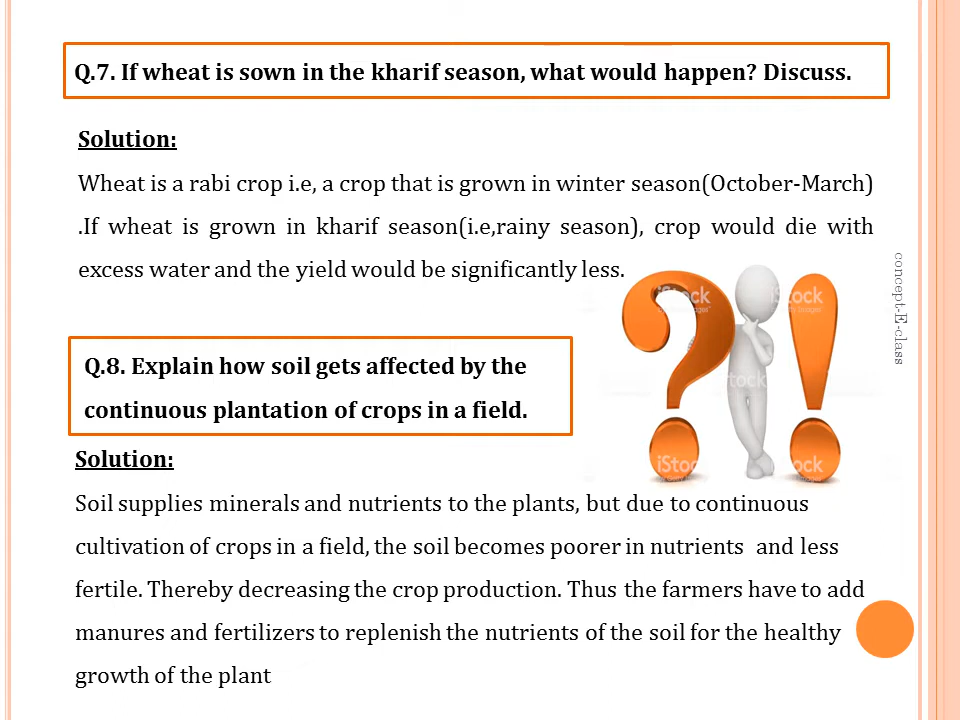 Q.7. If wheat is sown in the kharif season, what would happen? Discuss.
Solution:
Wheat is a rabi crop i.e, a crop that is grown in winter season(October-March)
.If wheat is grown in kharif season(i.e,rainy season), crop would die with
excess water and the yield would be significantly less.
concept-E-class
iStock
iStock
iStock
iStock
Q.8. Explain how soil gets affected by the
continuous plantation of crops in a field.
Solution:
Soil supplies minerals and nutrients to the plants, but due to continuous
cultivation of crops in a field, the soil becomes poorer in nutrients and less
fertile. Thereby decreasing the crop production. Thus the farmers have to add
manures and fertilizers to replenish the nutrients of the soil for the healthy
growth of the plant